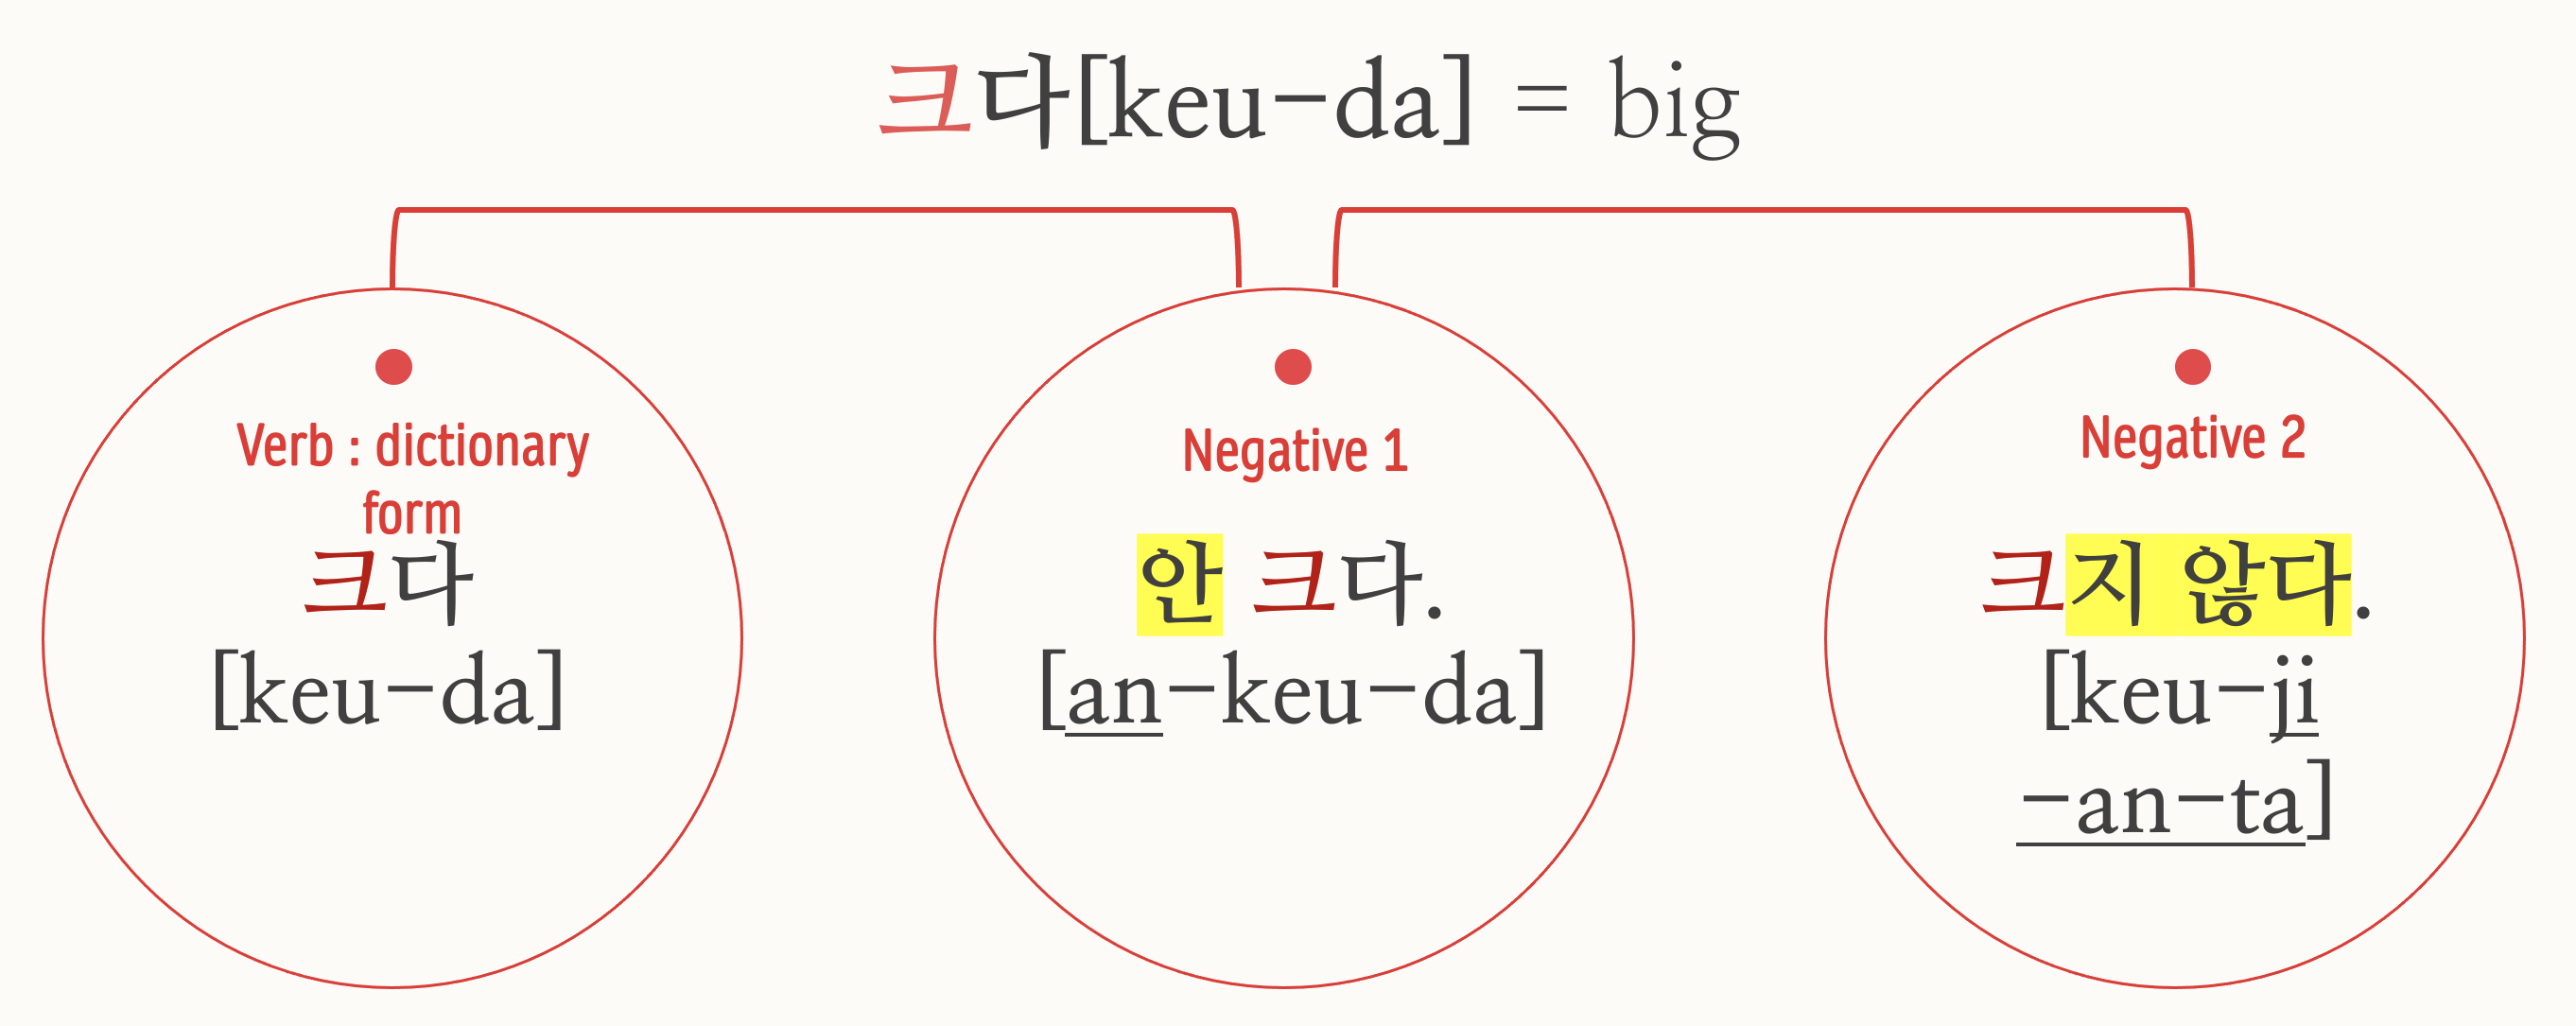 크다[keu-da] = big
Verb : dictionary
form
크다
[keu-da]
Negative 1
안 크다.
[an-keu-da]
Negative 2
크지 않다.
[keu-ji
-an-ta]